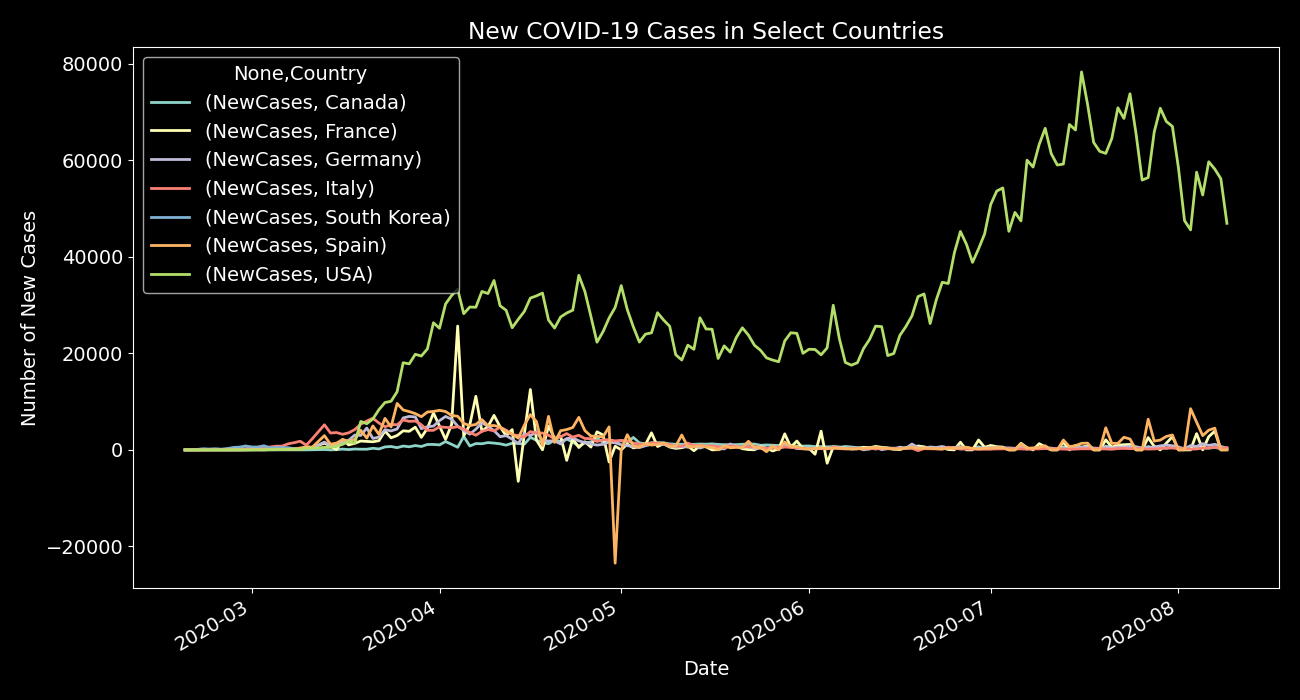 New COVID-19 Cases in Select Countries
80000
60000
40000
20000
0
−20000
Number of New Cases
None,Country
(NewCases, Canada)
(NewCases, France)
(NewCases, Germany)
(NewCases, Italy)
(NewCases, South Korea)
(NewCases, Spain)
(NewCases, USA)
2020-03
2020-04
2020-05
2020-06
2020-07
2020-08
Date